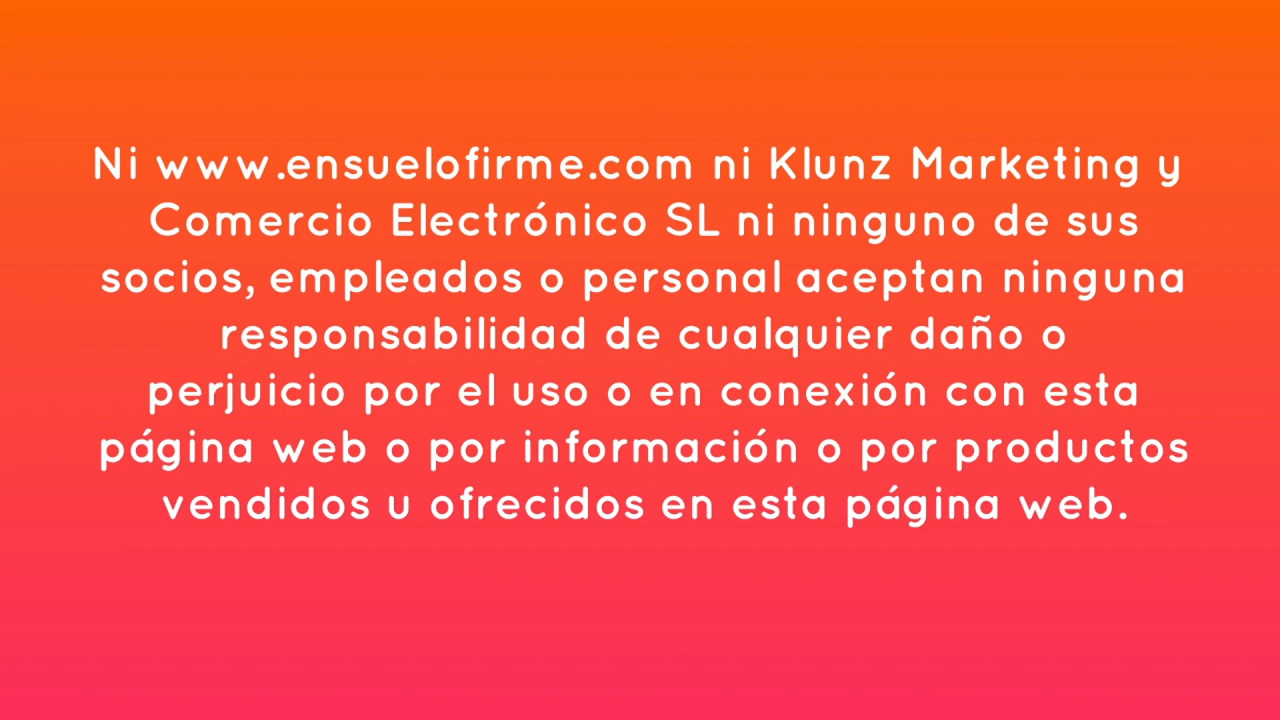 Ni www.ensuelofirme.com ni Klunz Marketing y
Comercio Electrónico SL ni ninguno de sus
socios, empleados o personal aceptan ninguna
responsabilidad de cualquier daño o
perjuicio por el uso o en conexión con esta
página web o por información o por productos
vendidos u ofrecidos en esta página web.